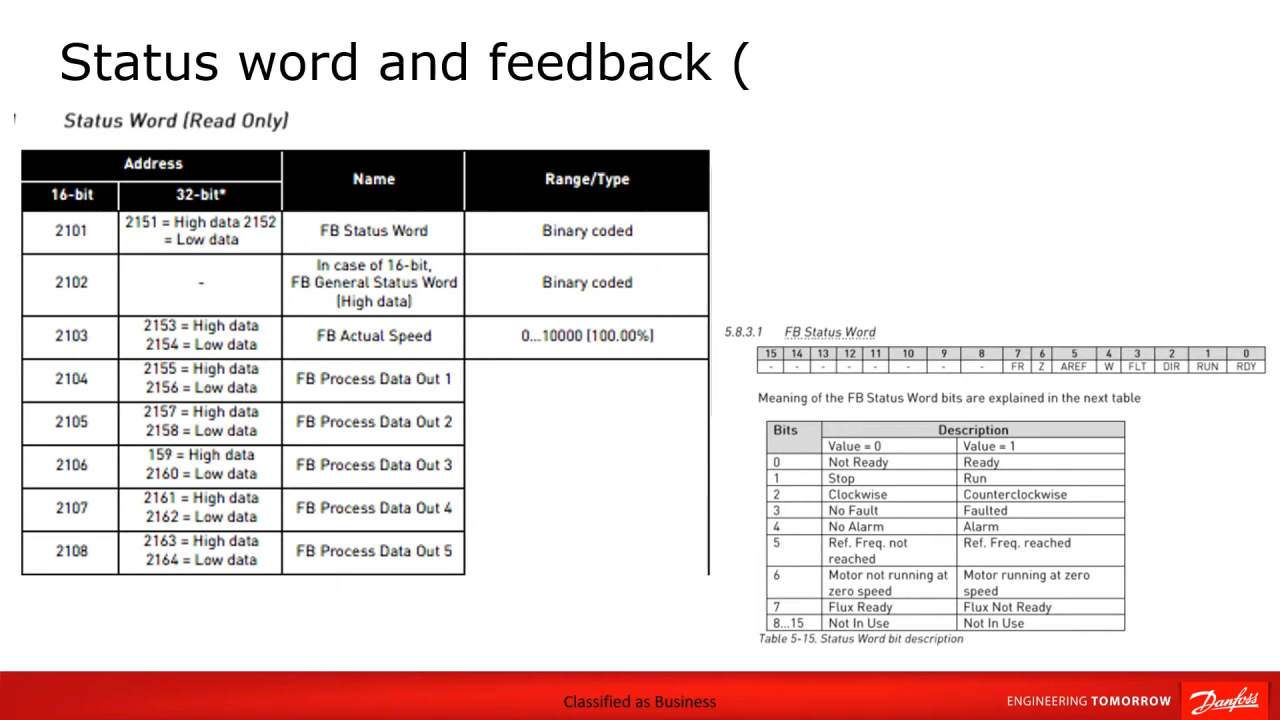 Status word and feedback (
Status Word (Read Only)
Address
Name
Range/Type
16-bit
32-bit*
2101
2151 = High data 2152
= Low data
FB Status Word
Binary coded
2102
-
In case of 16-bit,
FB General Status Word
(High data)
Binary coded
2103
2153 = High data
2154 = Low data
FB Actual Speed
0...10000 (100.00%)
2104
2155 = High data
2156 = Low data
FB Process Data Out 1
2105
2157 = High data
2158 = Low data
FB Process Data Out 2
2106
159 = High data
2160 = Low data
FB Process Data Out 3
2107
2161 = High data
2162 = Low data
FB Process Data Out 4
2108
2163 = High data
2164 = Low data
FB Process Data Out 5
5.8.3.1 FB Status Word
15 14 13 12 11 10 9 8 7 6 5 4 3 2 1 0
- - - - - - - - FR Z AREF W FLT DIR RUN RDY
Meaning of the FB Status Word bits are explained in the next table
Bits Description
Value = 0 Value = 1
0 Not Ready Ready
1 Stop Run
2 Clockwise Counterclockwise
3 No Fault Faulted
4 No Alarm Alarm
5 Ref. Freq. not Ref. Freq. reached
reached
6 Motor not running at Motor running at zero
zero speed speed
7 Flux Ready Flux Not Ready
8...15 Not In Use Not In Use
Table 5-15. Status Word bit description
Classified as Business
ENGINEERING TOMORROW
Danfoss